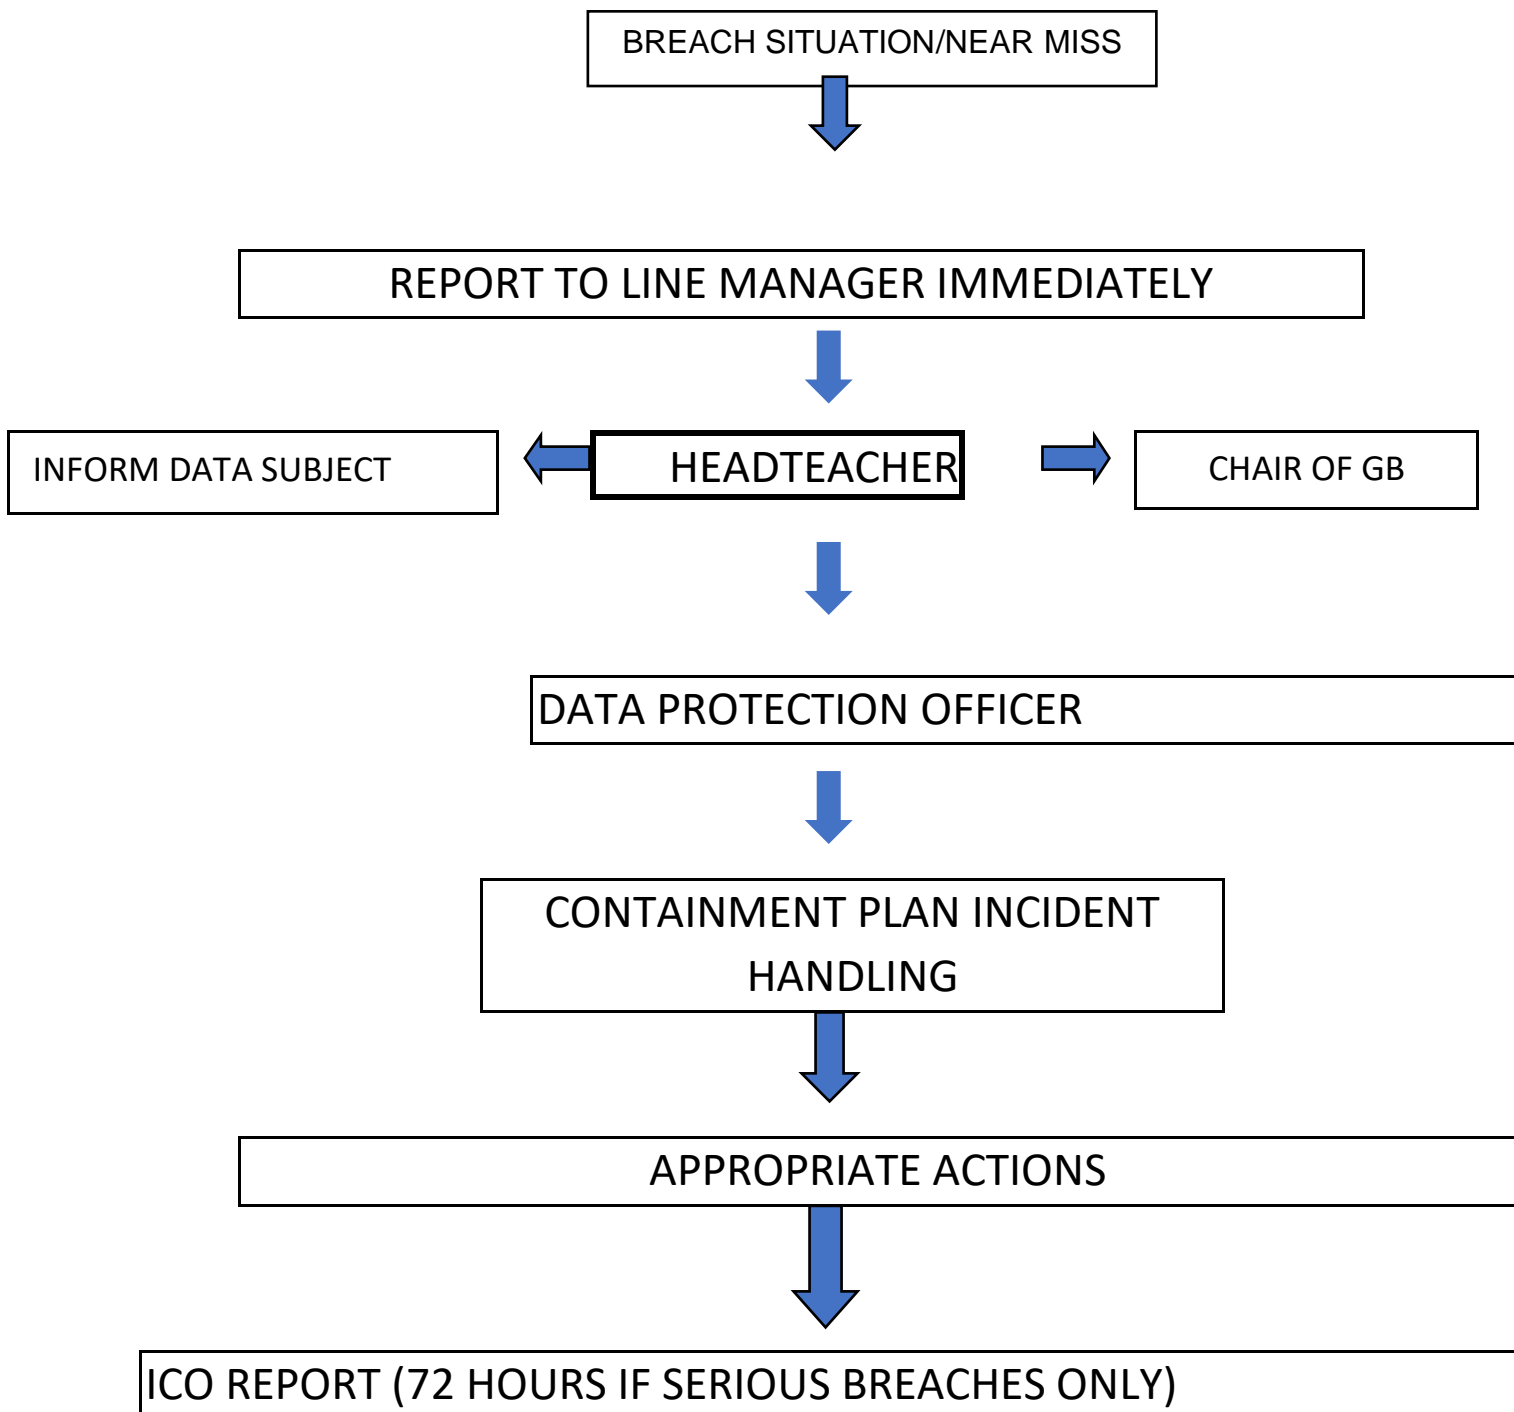 BREACH SITUATION/NEAR MISS
REPORT TO LINE MANAGER IMMEDIATELY
INFORM DATA SUBJECT
HEADTEACHER
CHAIR OF GB
DATA PROTECTION OFFICER
CONTAINMENT PLAN INCIDENT
HANDLING
APPROPRIATE ACTIONS
ICO REPORT (72 HOURS IF SERIOUS BREACHES ONLY)